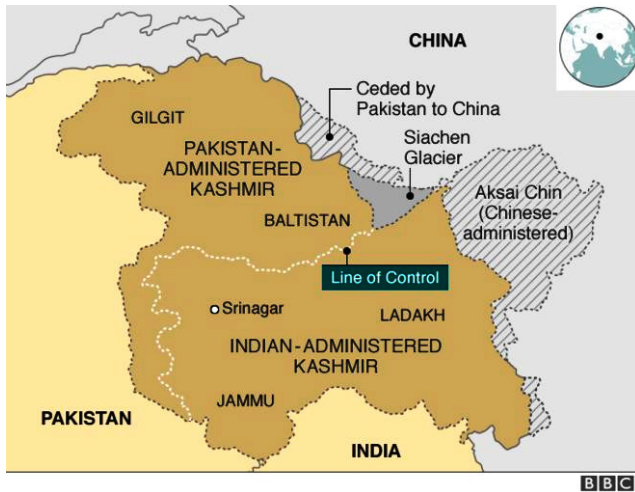 CHINA
Ceded by
Pakistan to China
GILGIT
Siachen
Glacier
PAKISTAN-
ADMINISTERED
KASHMIR
Aksai Chin
(Chinese-
administered)
BALTISTAN
Line of Control
Srinagar
LADAKH
INDIAN-ADMINISTERED
KASHMIR
JAMMU
PAKISTAN
INDIA
BBC